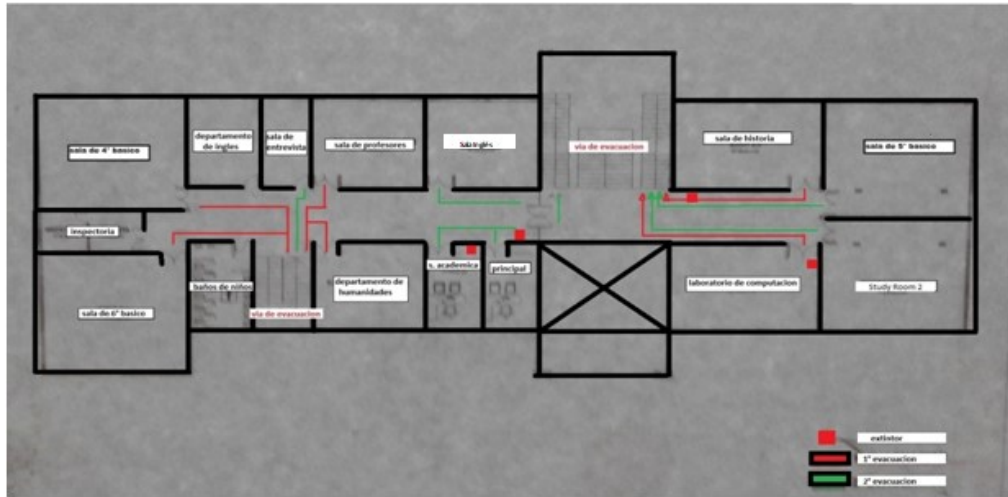 departamento
de ingles
sala de
entrevista
sala de 4° basico
sala de profesores
sala Inglés
via de evacuacion
sala de historia
sala de 5° basico
inspectoria
s. academica
principal
baños de niños
departamento de
humanidades
laboratorio de computacion
Study Room 2
sala de 6° basico
via de evacuacion
extintor
1° evacuacion
2° evacuacion